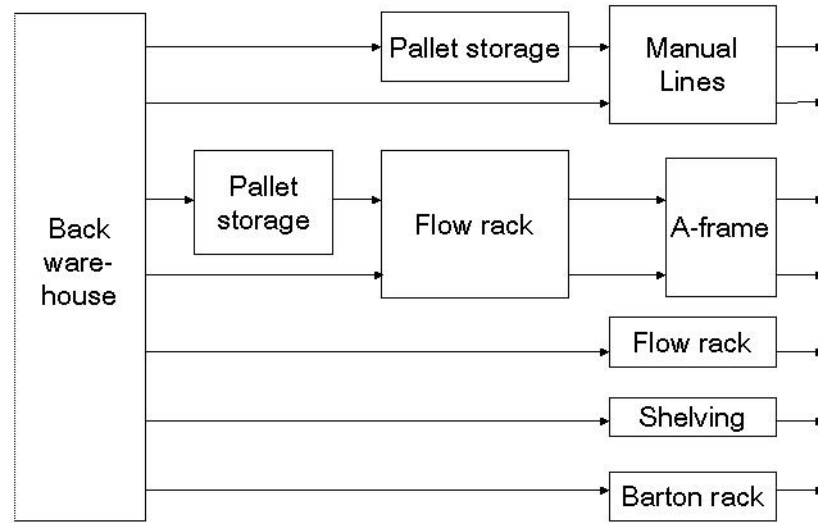 Back
ware-
house
Pallet storage
Manual
Lines
Pallet
storage
Flow rack
A-frame
Flow rack
Shelving
Barton rack